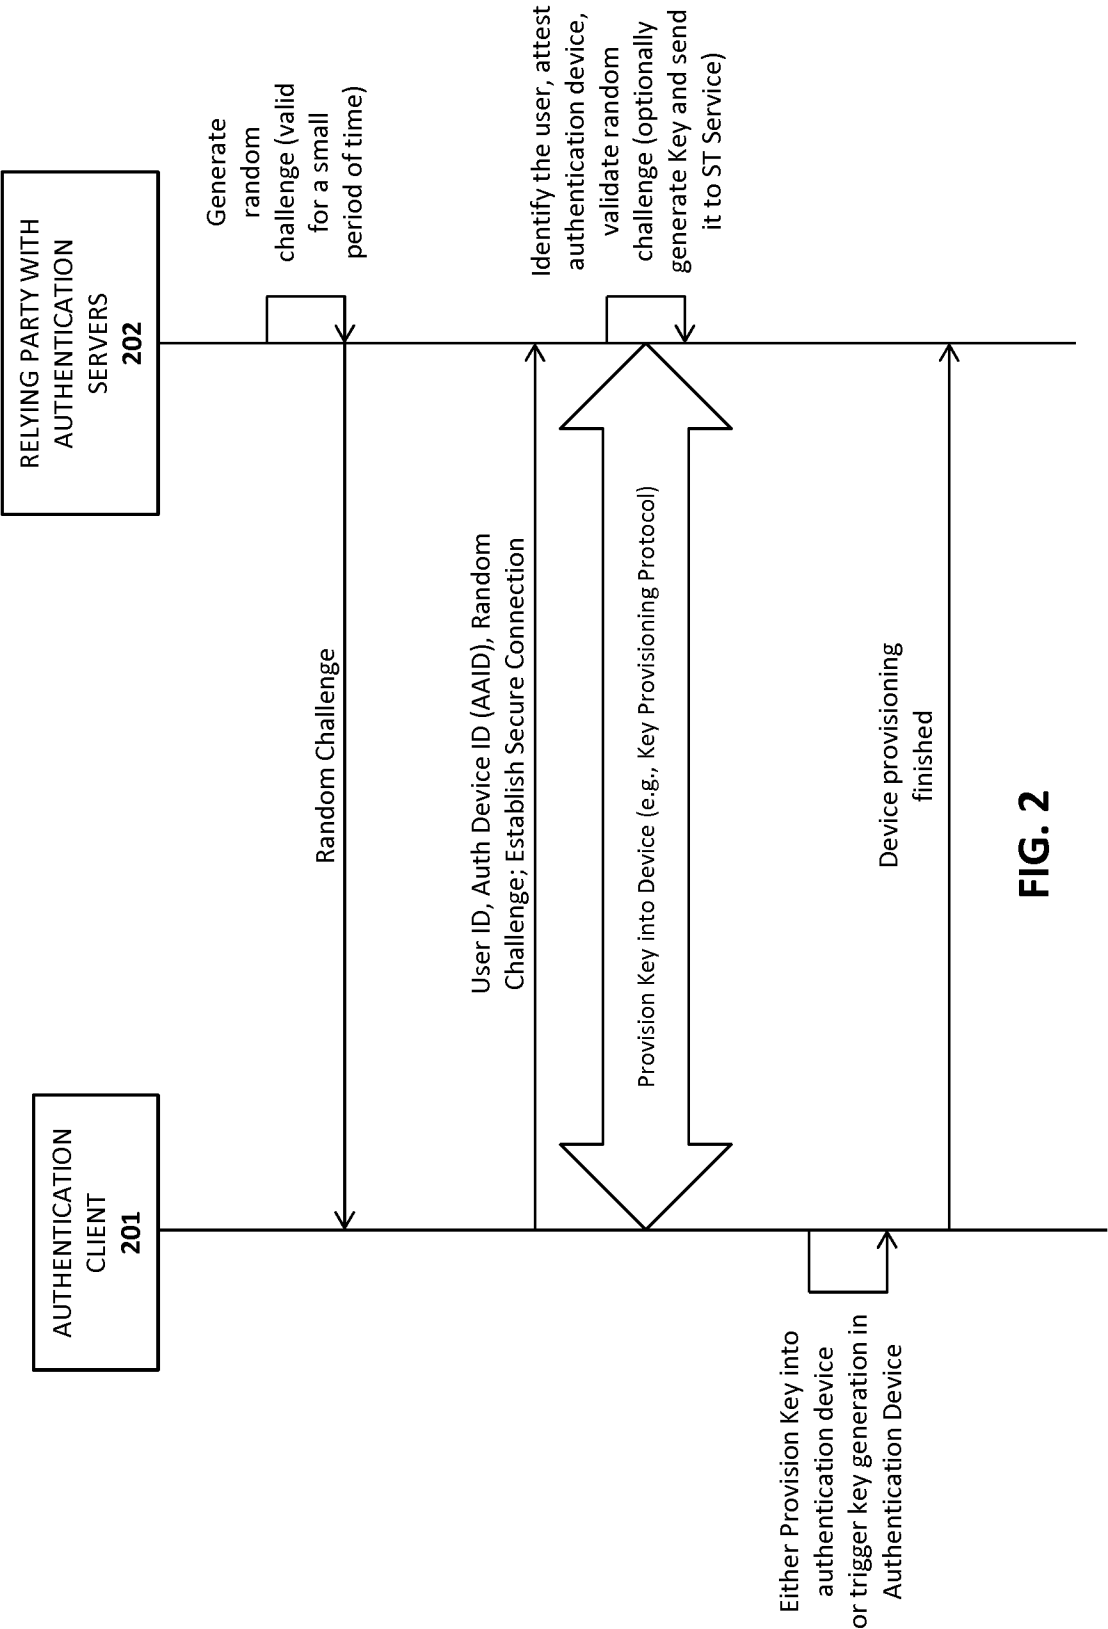 AUTHENTICATION
CLIENT
201
RELYING PARTY WITH
AUTHENTICATION
SERVERS
202
Generate
random
challenge (valid
for a small
period of time)
Random Challenge
User ID, Auth Device ID (AAID), Random
Challenge; Establish Secure Connection
Identify the user, attest
authentication device,
validate random
challenge (optionally
generate Key and send
it to ST Service)
Provision Key into Device (e.g., Key Provisioning Protocol)
Either Provision Key into
authentication device
or trigger key generation in
Authentication Device
Device provisioning
finished
FIG. 2